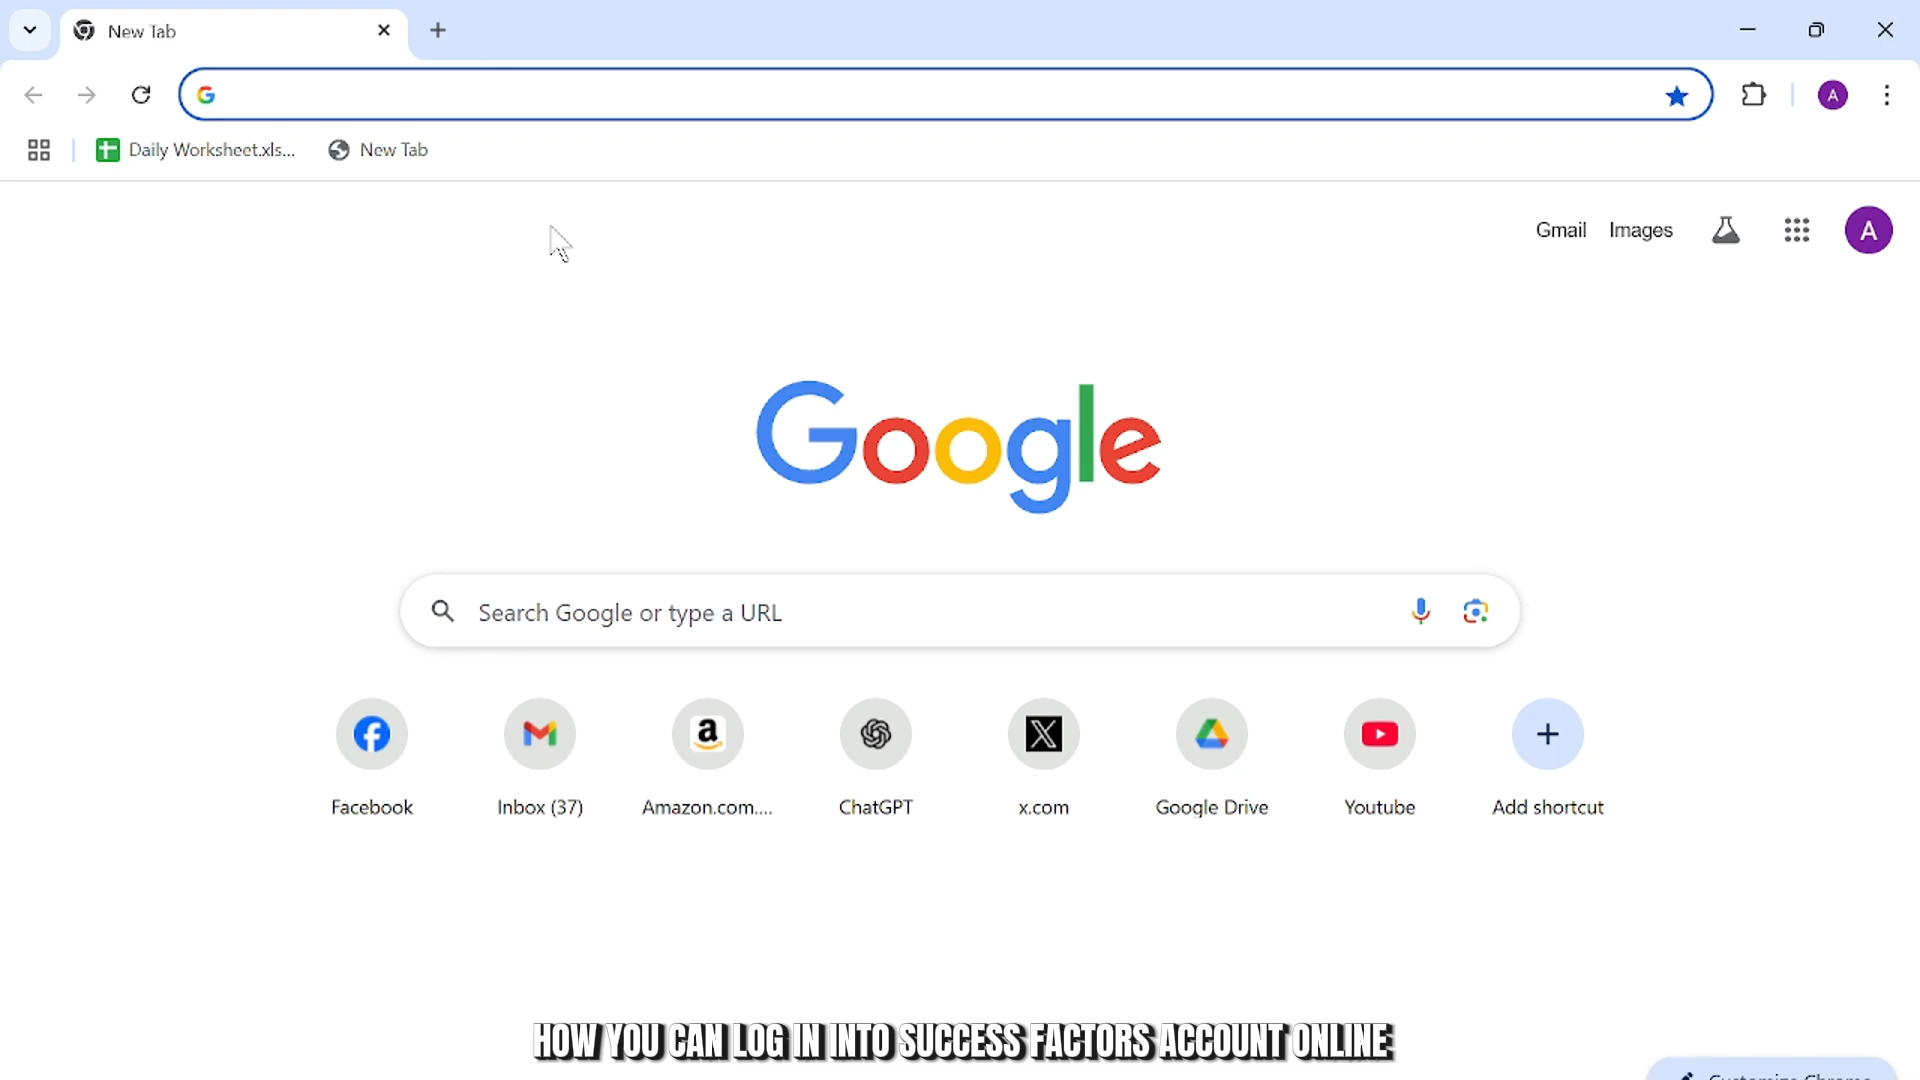 New Tab
Daily Worksheet.xls...
New Tab
Gmail
Images
A
A
Google
Search Google or type a URL
Facebook
Inbox (37)
Amazon.com....
ChatGPT
x.com
Google Drive
Youtube
Add shortcut
HOW YOU CAN LOG IN INTO SUCCESS FACTORS ACCOUNT ONLINE
Customize Chrome